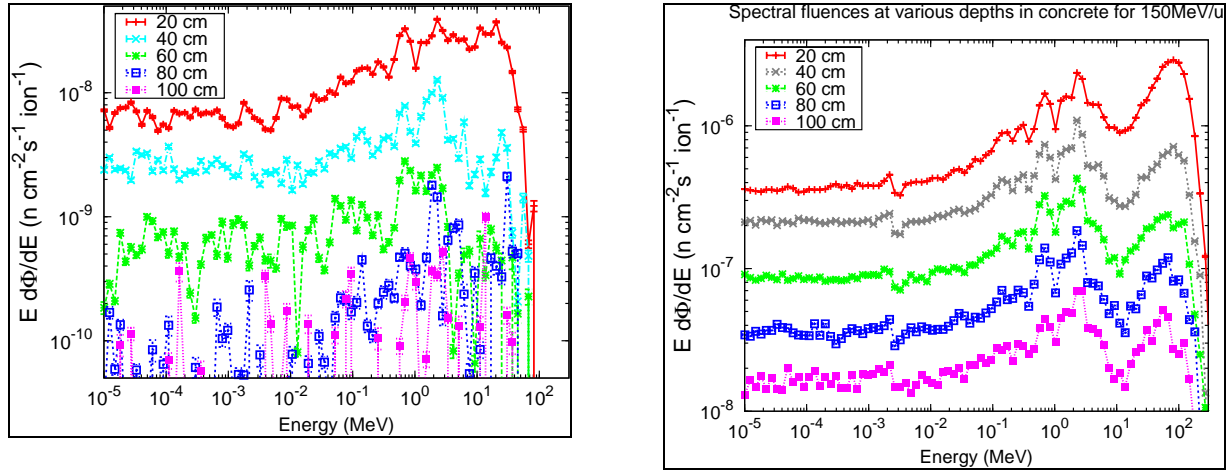 20 cm
40 cm
60 cm
80 cm
100 cm
E dΦ/dE (n cm-2s-1 ion-1)
10-8
10-9
10-10
10-5 10-4 10-3 10-2 10-1 100 101 102
Energy (MeV)
Spectral fluences at various depths in concrete for 150MeV/u
20 cm
40 cm
60 cm
80 cm
100 cm
E dΦ/dE (n cm-2s-1 ion-1)
10-6
10-7
10-8
10-5 10-4 10-3 10-2 10-1 100 101 102
Energy (MeV)